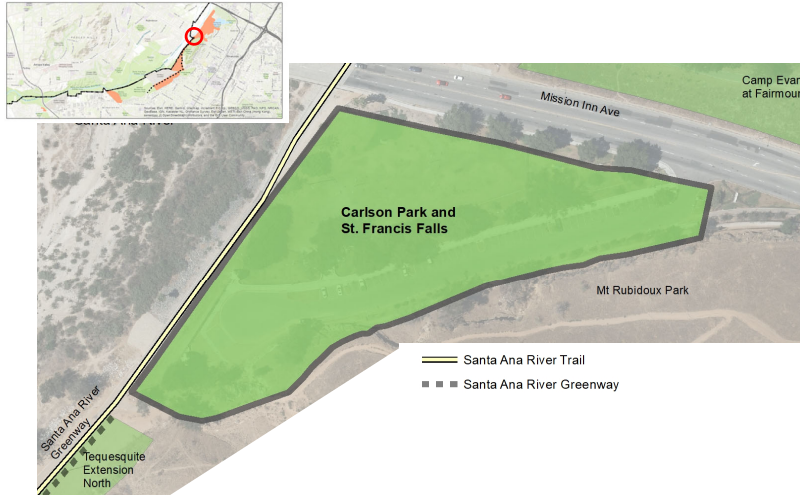 Santa Ana River
Mission Inn Ave
Camp Evan
at Fairmour
Carlson Park and
St. Francis Falls
Mt Rubidoux Park
Santa Ana River Trail
Santa Ana River Greenway
Santa Ana River
Greenway
Tequesquite
Extension
North